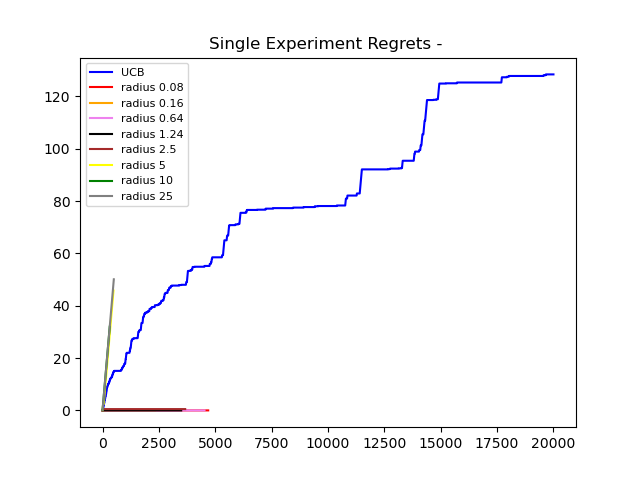 Single Experiment Regrets -
UCB
radius 0.08
radius 0.16
radius 0.64
radius 1.24
radius 2.5
radius 5
radius 10
radius 25
120
100
80
60
40
20
0
0 2500 5000 7500 10000 12500 15000 17500 20000